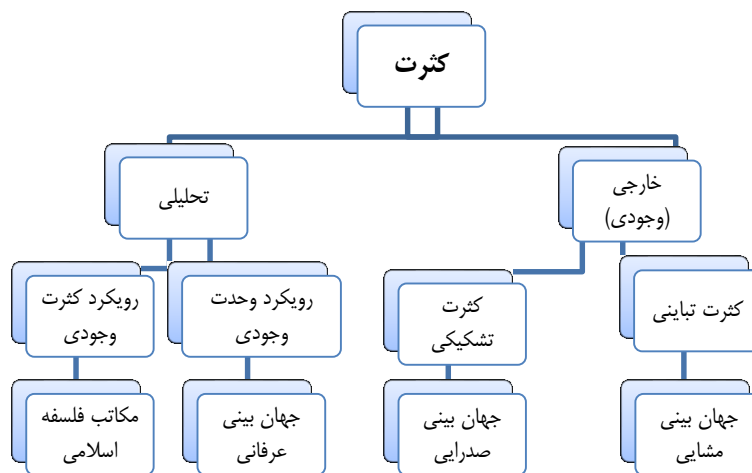 کثرت
خارجی
(وجودی)
تحلیلی
کثرت تباینی
کثرت
تشکیکی
رویکرد وحدت
وجودی
رویکرد کثرت
وجودی
جهان بینی
مشایی
جهان بینی
صدرایی
جهان بینی
عرفانی
مکاتب فلسفه
اسلامی